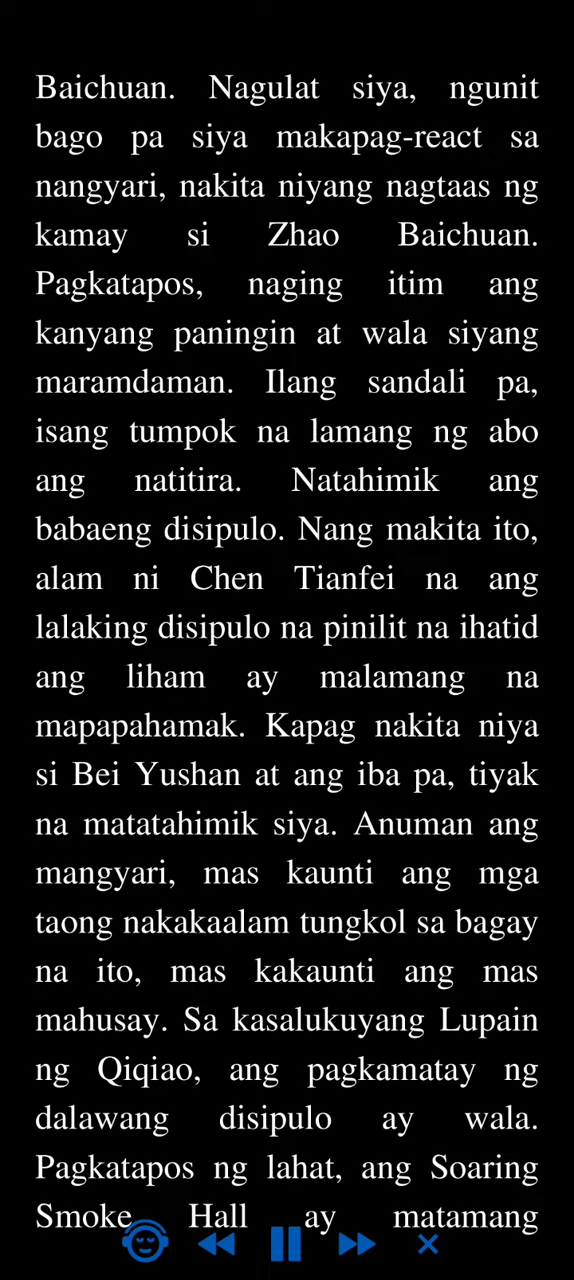 Baichuan. Nagulat siya, ngunit
bago pa siya makapag-react sa
nangyari, nakita niyang nagtaas ng
kamay si Zhao Baichuan.
Pagkatapos, naging itim ang
kanyang paningin at wala siyang
maramdaman. Ilang sandali pa,
isang tumpok na lamang ng abo
ang natitira. Natahimik ang
babaeng disipulo. Nang makita ito,
alam ni Chen Tianfei na ang
lalaking disipulo na pinilit na ihatid
ang liham ay malamang na
mapapahamak. Kapag nakita niya
si Bei Yushan at ang iba pa, tiyak
na matatahimik siya. Anuman ang
mangyari, mas kaunti ang mga
taong nakakaalam tungkol sa bagay
na ito, mas kakaunti ang mas
mahusay. Sa kasalukuyang Lupain
ng Qiqiao, ang pagkamatay ng
dalawang disipulo ay wala.
Pagkatapos ng lahat, ang Soaring
Smoke Hall ay matamang